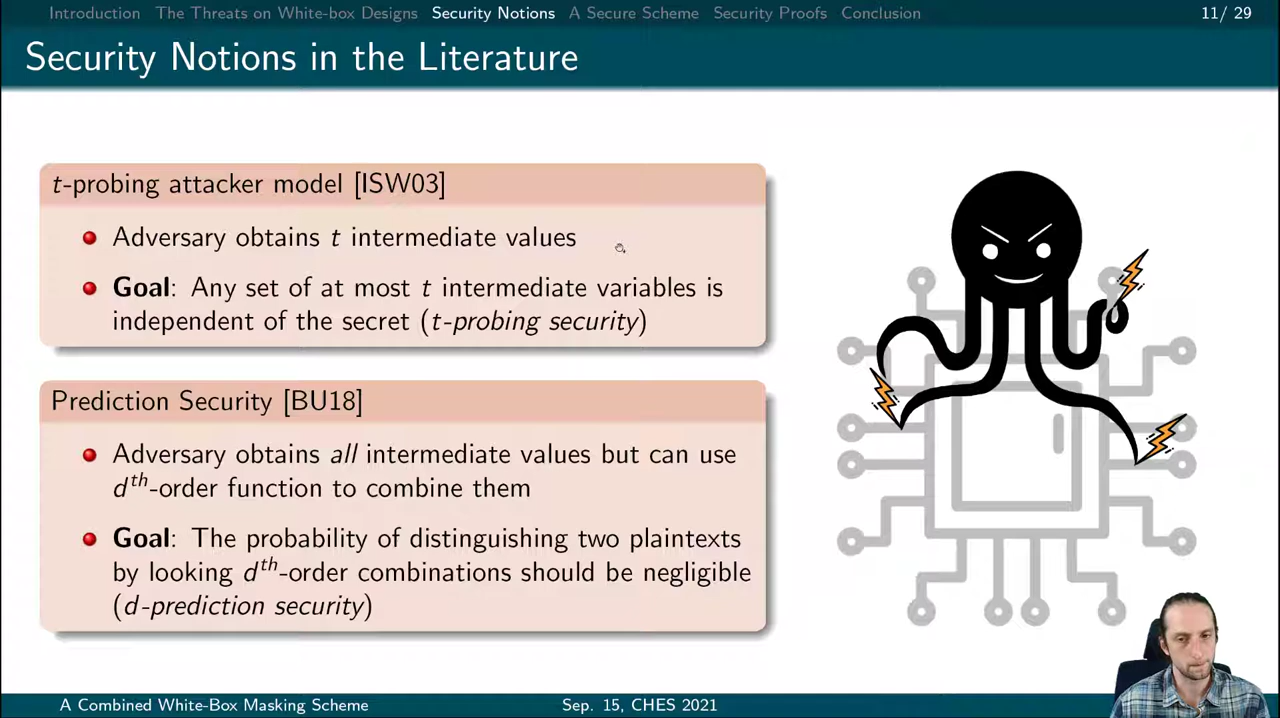 Introduction The Threats on White-box Designs Security Notions A Secure Scheme Security Proofs Conclusion 11/ 29
Security Notions in the Literature
t-probing attacker model [ISW03]
Adversary obtains t intermediate values
Goal: Any set of at most t intermediate variables is
independent of the secret (t-probing security)
Prediction Security [BU18]
Adversary obtains all intermediate values but can use
dth-order function to combine them
Goal: The probability of distinguishing two plaintexts
by looking dth-order combinations should be negligible
(d-prediction security)
A Combined White-Box Masking Scheme Sep. 15, CHES 2021